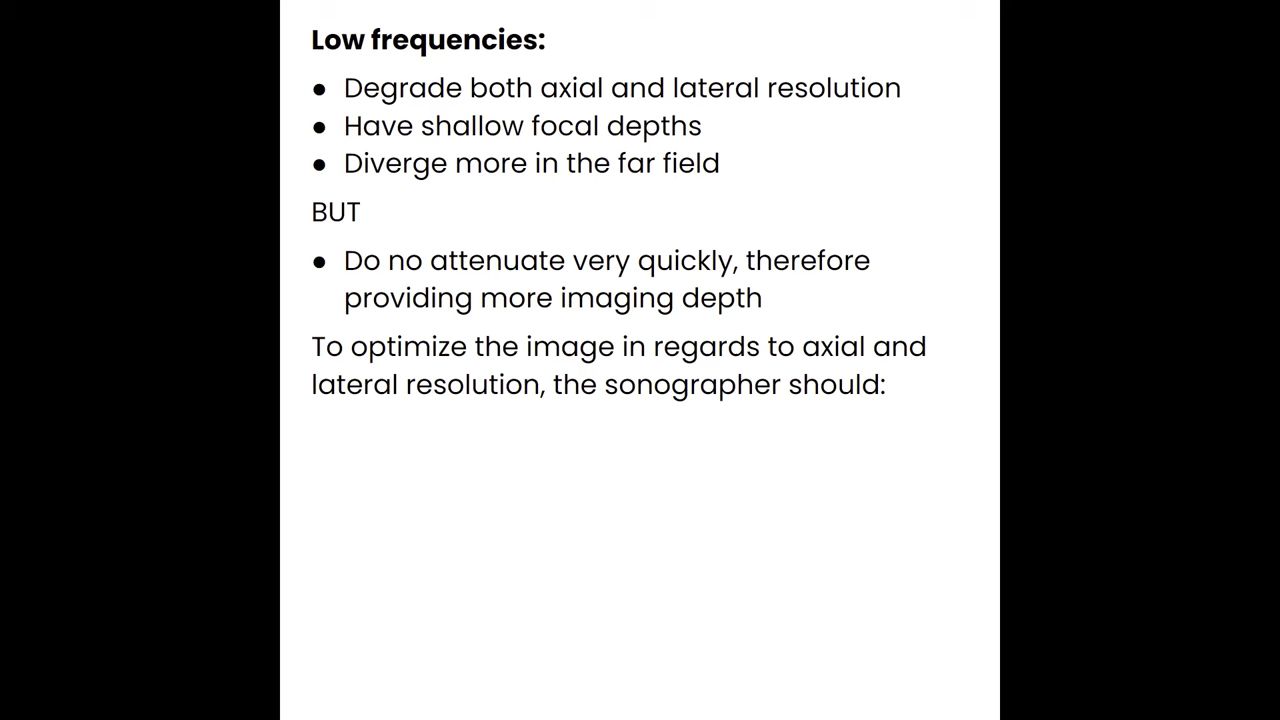 Low frequencies:
● Degrade both axial and lateral resolution
● Have shallow focal depths
● Diverge more in the far field
BUT
● Do no attenuate very quickly, therefore
providing more imaging depth
To optimize the image in regards to axial and
lateral resolution, the sonographer should: